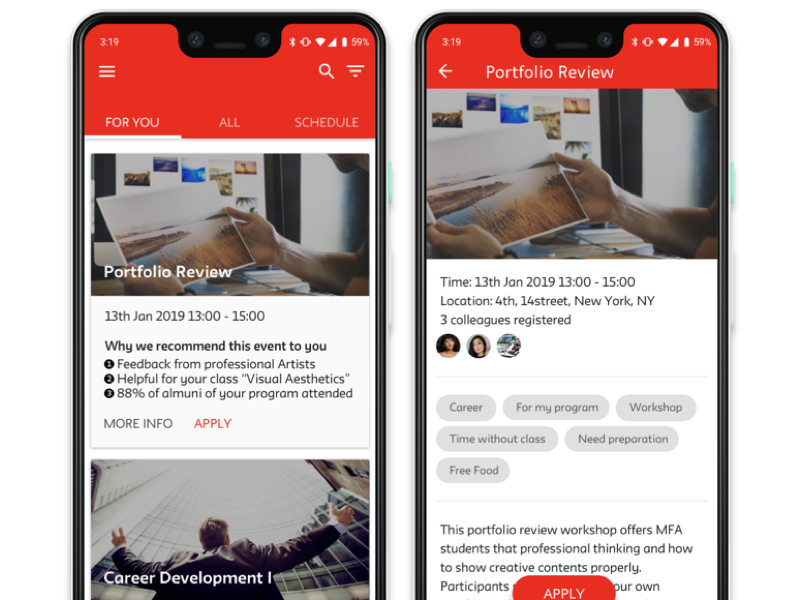 3:19
59%
FOR YOU
ALL
SCHEDULE
Portfolio Review
13th Jan 2019 13:00 - 15:00
Why we recommend this event to you
❶ Feedback from professional Artists
❷ Helpful for your class “Visual Aesthetics”
❸ 88% of almuni of your program attended
MORE INFO
APPLY
Career Development I
3:19
59%
Portfolio Review
Time: 13th Jan 2019 13:00 - 15:00
Location: 4th, 14street, New York, NY
3 colleagues registered
Career
For my program
Workshop
Time without class
Need preparation
Free Food
This portfolio review workshop offers MFA
students that professional thinking and how
to show creative contents properly.
Participants
own
APPLY